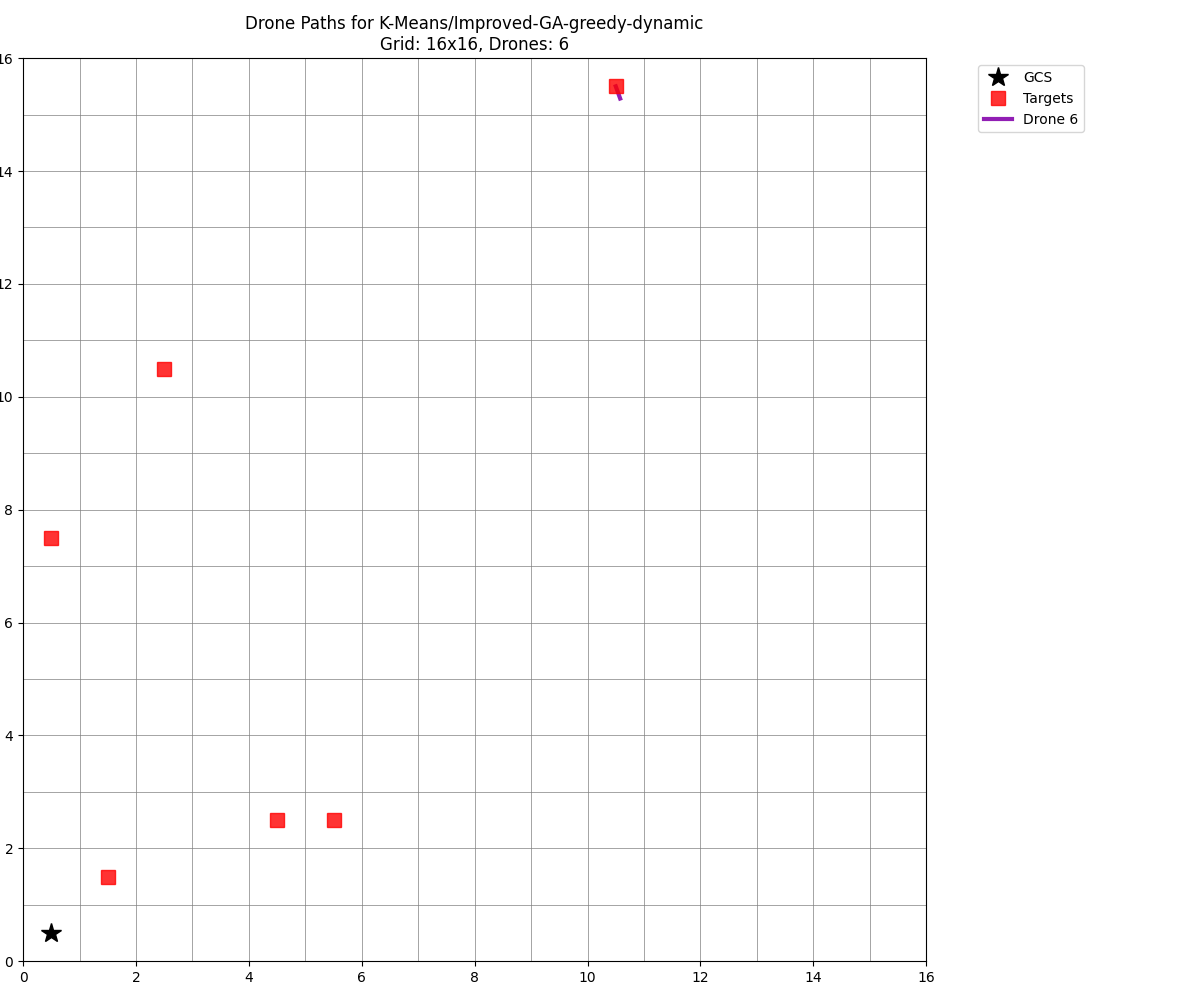 Drone Paths for K-Means/Improved-GA-greedy-dynamic
Grid: 16x16, Drones: 6
GCS
Targets
Drone 6
16
14
12
10
8
6
4
2
0
0 2 4 6 8 10 12 14 16